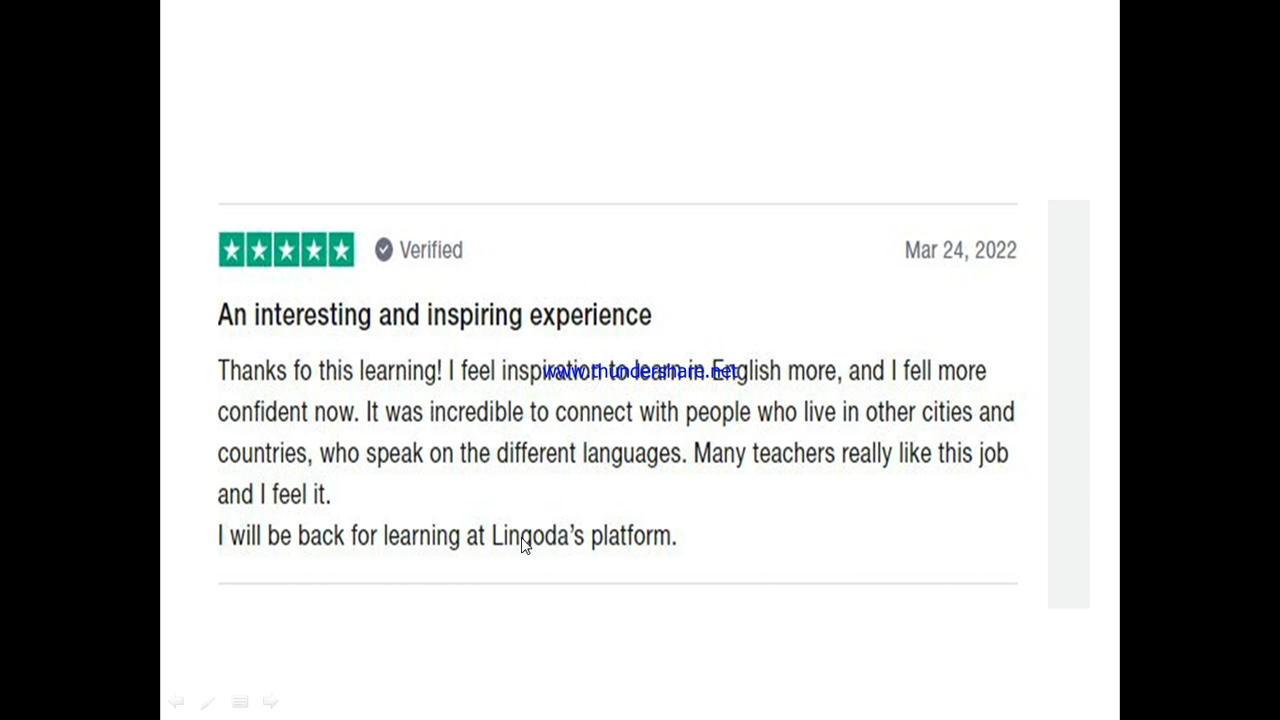 Verified
Mar 24, 2022
An interesting and inspiring experience
Thanks fo this learning! I feel inspiration to learn in English more, and I fell more
www.thundershare.net
confident now. It was incredible to connect with people who live in other cities and
countries, who speak on the different languages. Many teachers really like this job
and I feel it.
I will be back for learning at Lingoda’s platform.